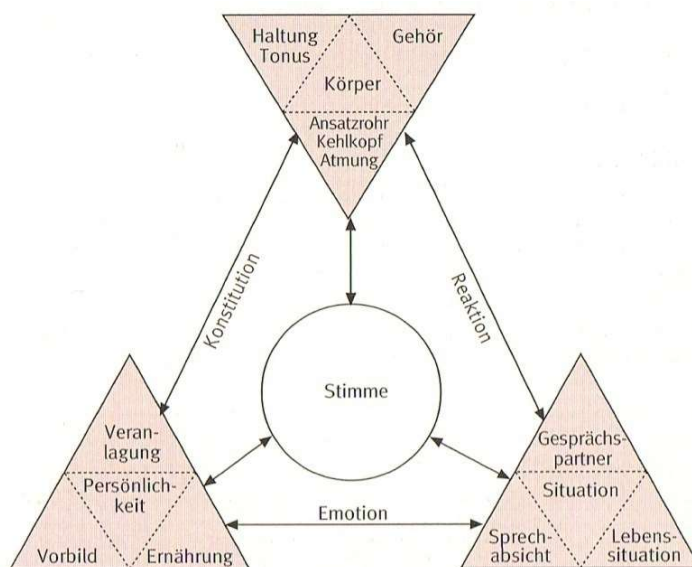 Haltung
Tonus
Gehör
Körper
Ansatzrohr
Kehlkopf
Atmung
Konstitution
Reaktion
Stimme
Veran-
lagung
Persönlich-
keit
Vorbild
Ernährung
Emotion
Gesprächs-
partner
Situation
Sprech-
absicht
Lebens-
situation